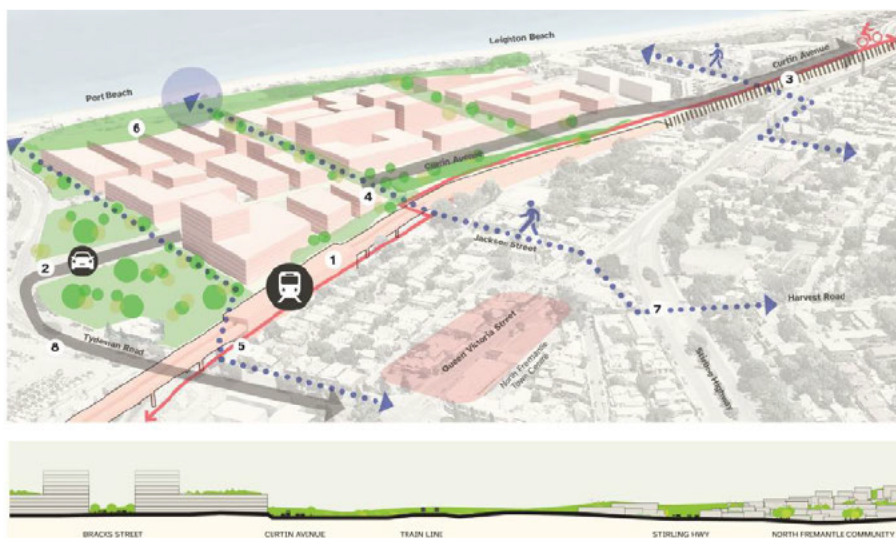 Leighton Beach
Port Beach
Curtin Avenue
3
6
Curtin Avenue
4
Jackson Street
1
2
7
Harvest Road
Tydeman Road
8
5
Queen Victoria Street
North Fremantle
Town Centre
Stirling Highway
BRACKS STREET
CURTIN AVENUE
TRAIN LINE
STIRLING HWY
NORTH FREMANTLE COMMUNITY